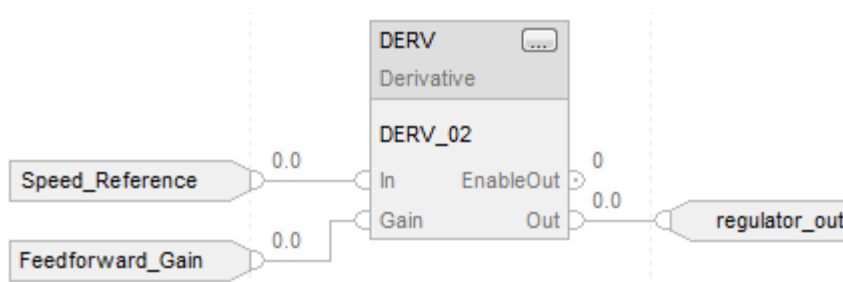 DERV ...
Derivative
DERV_02
Speed_Reference 0.0 In EnableOut 0
Feedforward_Gain 0.0 Gain Out 0.0 regulator_out